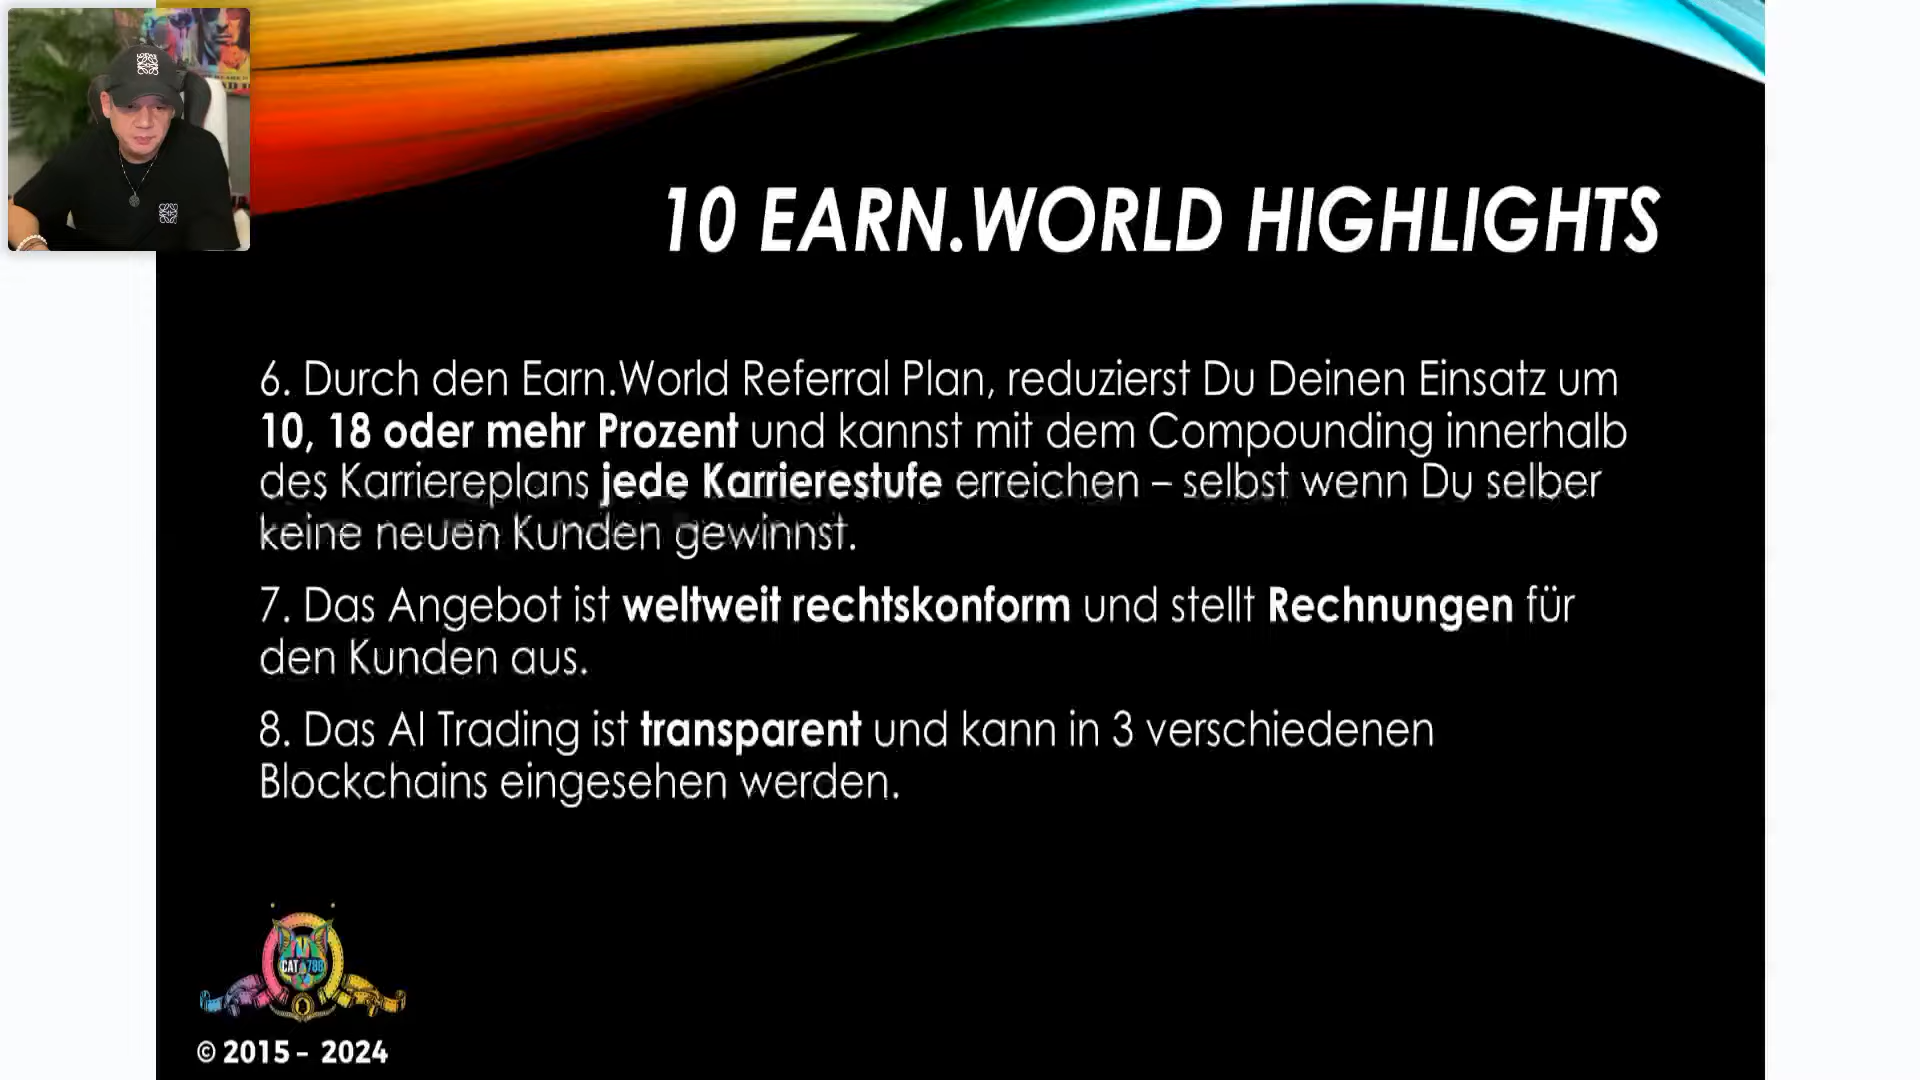 10 EARN.WORLD HIGHLIGHTS
6. Durch den Earn.World Referral Plan, reduzierst Du Deinen Einsatz um
10, 18 oder mehr Prozent und kannst mit dem Compounding innerhalb
des Karriereplans jede Karrierestufe erreichen – selbst wenn Du selber
keine neuen Kunden gewinnst.
7. Das Angebot ist weltweit rechtskonform und stellt Rechnungen für
den Kunden aus.
8. Das AI Trading ist transparent und kann in 3 verschiedenen
Blockchains eingesehen werden.
CAT
© 2015 - 2024